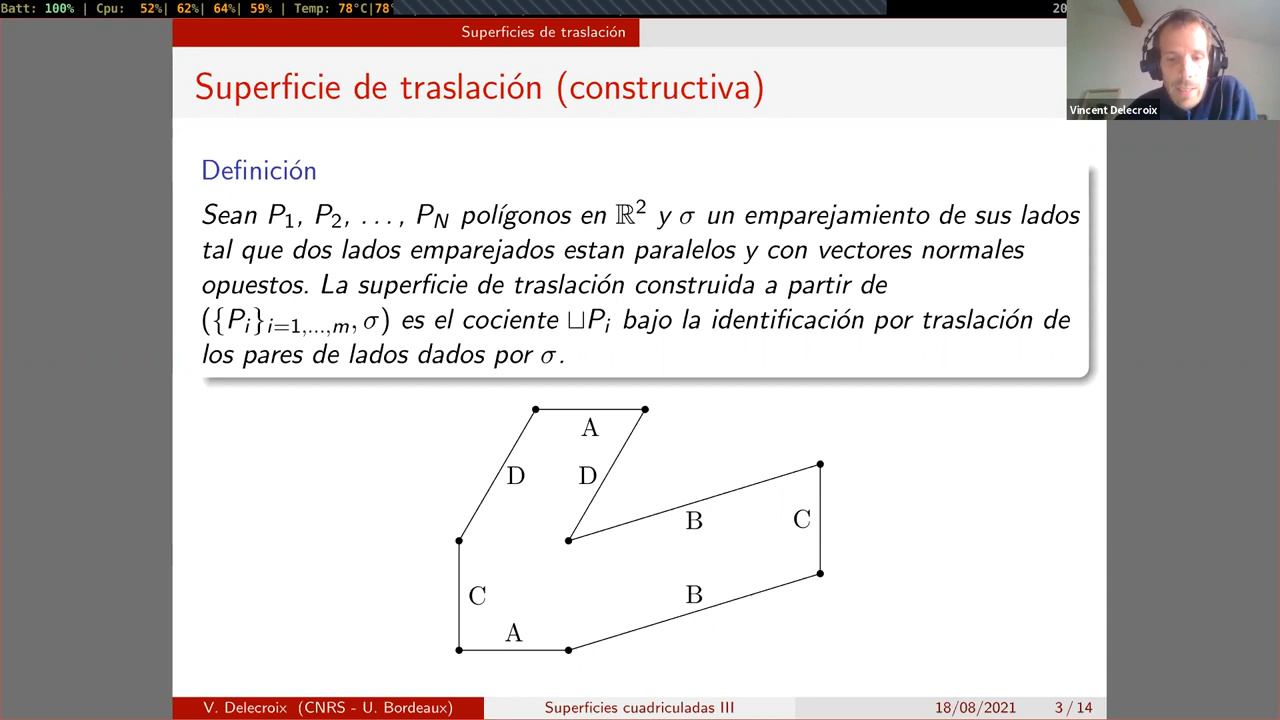 Batt: 100% | Cpu: 52%| 62%| 64%| 59% | Temp: 78°C|78°
20
Superficies de traslación
Superficie de traslación (constructiva)
Vincent Delecroix
Definición
Sean P1, P2, ..., PN polígonos en ℝ² y σ un emparejamiento de sus lados
tal que dos lados emparejados estan paralelos y con vectores normales
opuestos. La superficie de traslación construida a partir de
({Pi}i=1,...,m, σ) es el cociente ⊔Pi bajo la identificación por traslación de
los pares de lados dados por σ.
A
D D
B C
C B
A
V. Delecroix (CNRS - U. Bordeaux) Superficies cuadriculadas III 18/08/2021 3 / 14